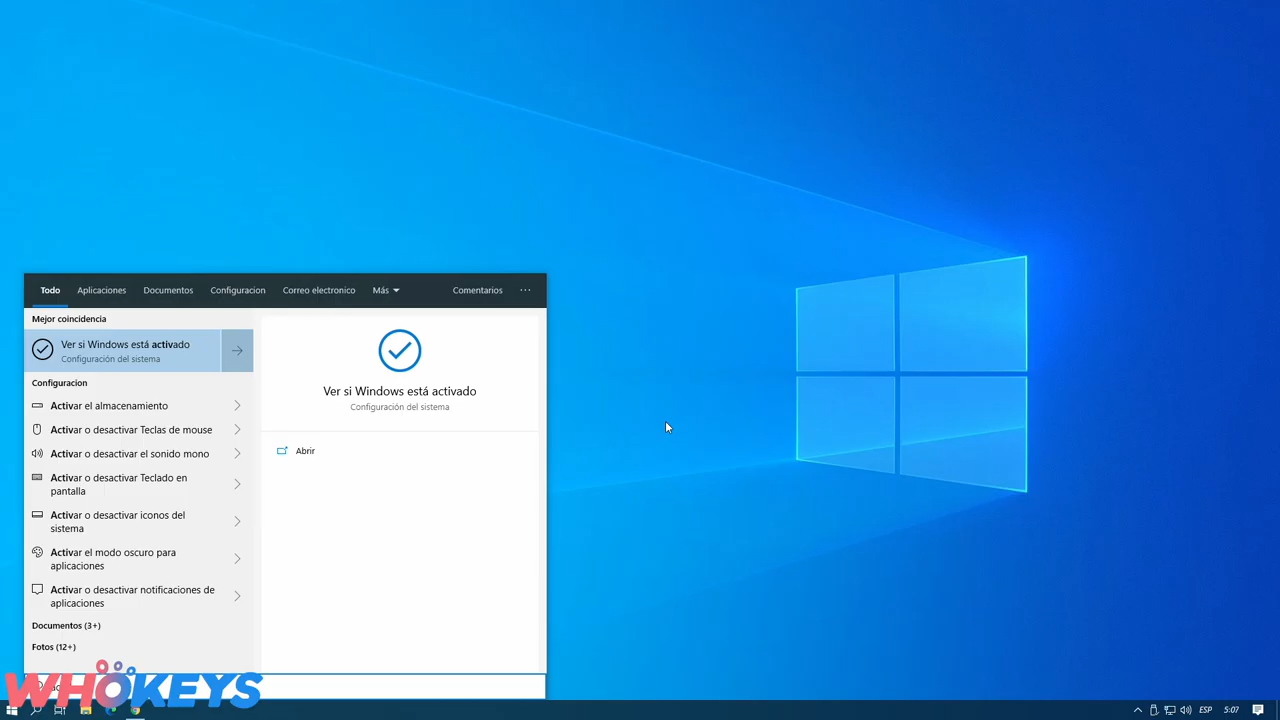 Todo Aplicaciones Documentos Configuracion Correo electronico Más Comentarios ...
Mejor coincidencia
Ver si Windows está activado
Configuración del sistema
Configuracion
Activar el almacenamiento
Activar o desactivar Teclas de mouse
Activar o desactivar el sonido mono
Activar o desactivar Teclado en
pantalla
Activar o desactivar iconos del
sistema
Activar el modo oscuro para
aplicaciones
Activar o desactivar notificaciones de
aplicaciones
Documentos (3+)
Fotos (12+)
Ver si Windows está activado
Configuración del sistema
Abrir
WHOKEYS
ESP 5:07